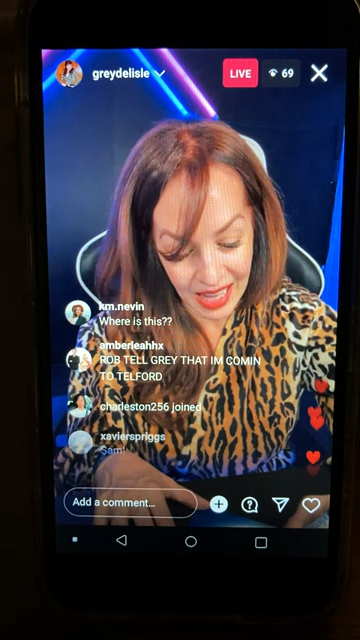 greydelisle
LIVE
69
km.nevin
Where is this??
amberleahhx
ROB TELL GREY THAT IM COMIN
TO TELFORD
charleston256 joined
xavierspriggs
Sami
Add a comment...